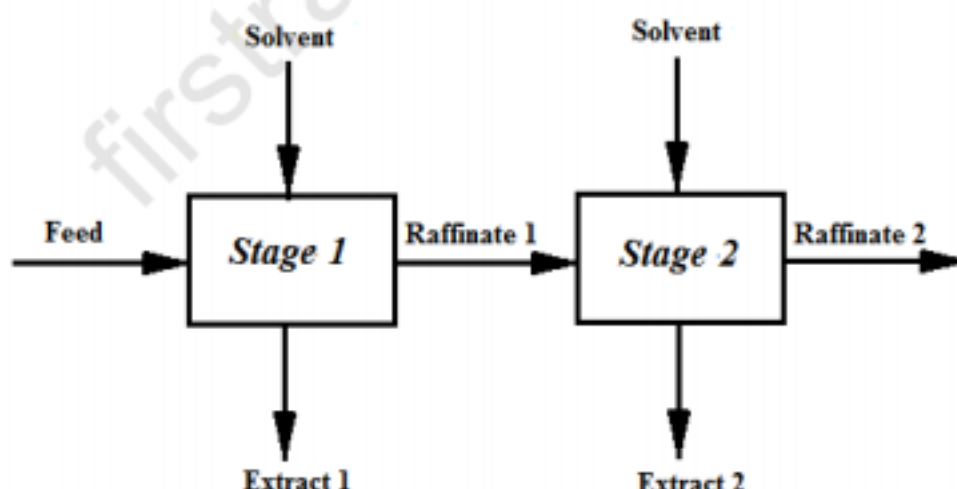 Solvent
Solvent
Feed
Stage 1
Raffinate 1
Stage 2
Raffinate 2
Extract 1
Extract 2